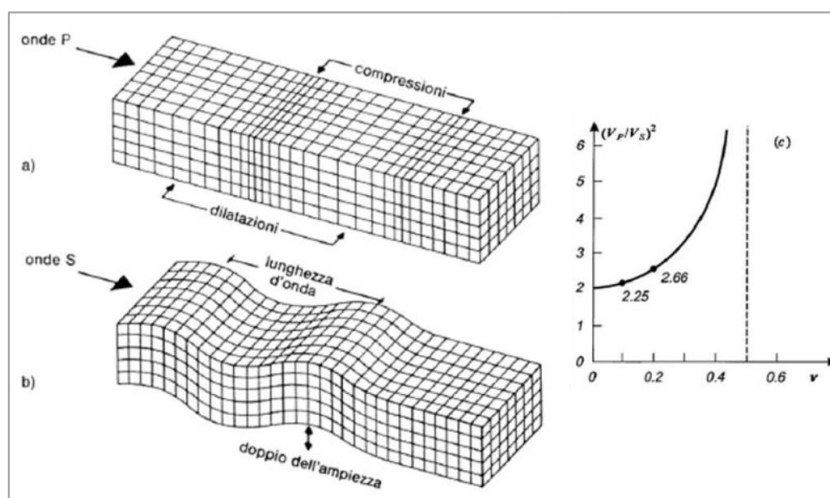 onde P
compressioni
a)
dilatazioni
onde S
lunghezza
d'onda
b)
doppio dell'ampiezza
(V_P/V_S)^2
(c)
6
5
4
3
2
1
0
2.25
2.66
0
0.2
0.4
0.6
ν